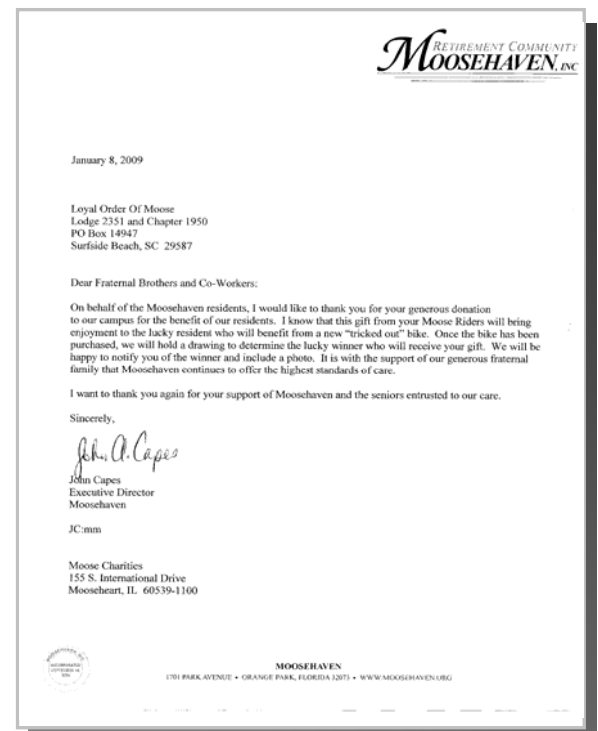 RETIREMENT COMMUNITY
MOOSEHAVEN, INC
January 8, 2009
Loyal Order Of Moose
Lodge 2351 and Chapter 1950
PO Box 14947
Surfside Beach, SC 29587
Dear Fraternal Brothers and Co-Workers:
On behalf of the Moosehaven residents, I would like to thank you for your generous donation
to our campus for the benefit of our residents. I know that this gift from your Moose Riders will bring
enjoyment to the lucky resident who will benefit from a new "tricked out" bike. Once the bike has been
purchased, we will hold a drawing to determine the lucky winner who will receive your gift. We will be
happy to notify you of the winner and include a photo. It is with the support of our generous fraternal
family that Moosehaven continues to offer the highest standards of care.
I want to thank you again for your support of Moosehaven and the seniors entrusted to our care.
Sincerely,
John A. Capes
John Capes
Executive Director
Moosehaven
JC:mm
Moose Charities
155 S. International Drive
Mooseheart, IL 60539-1100
MOOSEHAVEN
1701 PARK AVENUE • ORANGE PARK, FLORIDA 32073 • WWW.MOOSEHAVEN.ORG